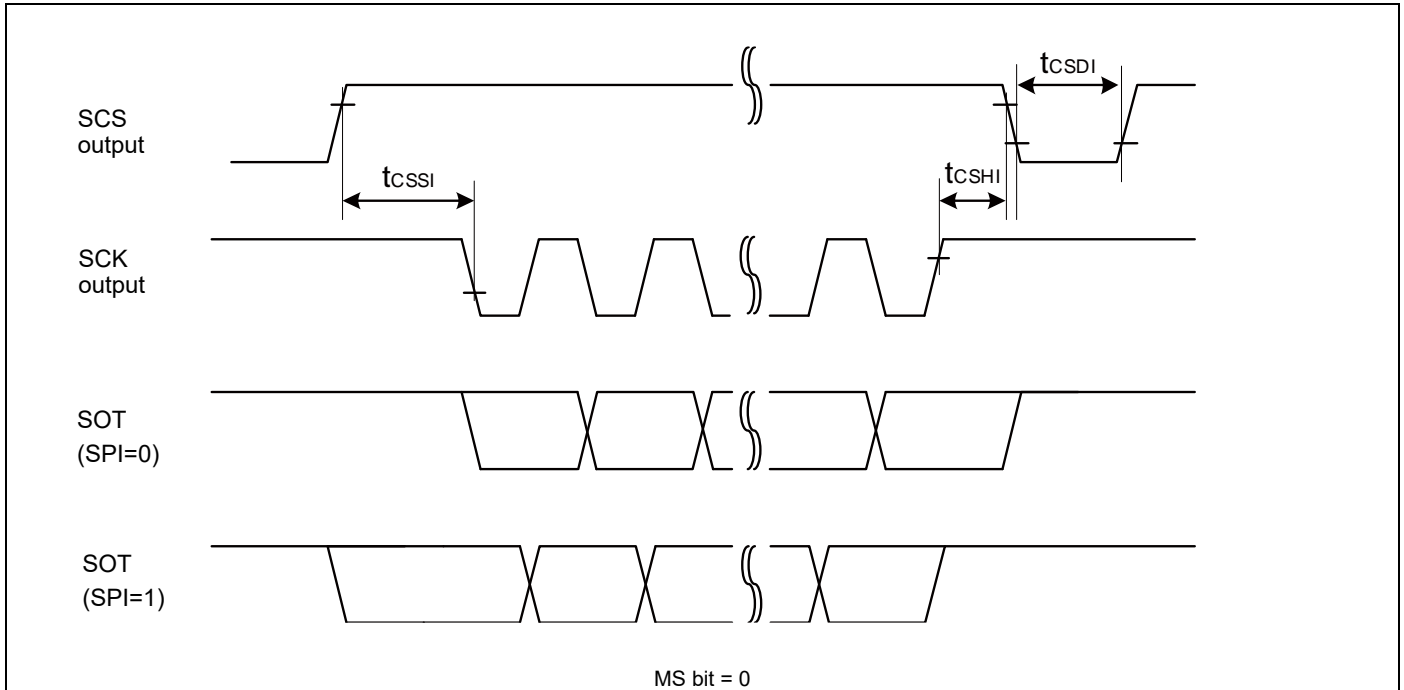 tCSDI
SCS
output
tCSSI
tCSHI
SCK
output
SOT
(SPI=0)
SOT
(SPI=1)
MS bit = 0